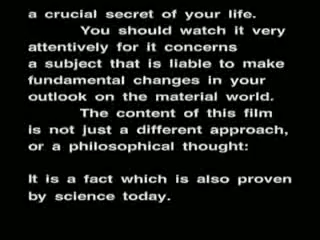 a crucial secret of your life.
You should watch it very
attentively for it concerns
a subject that is liable to make
fundamental changes in your
outlook on the material world.
The content of this film
is not just a different approach,
or a philosophical thought:
It is a fact which is also proven
by science today.